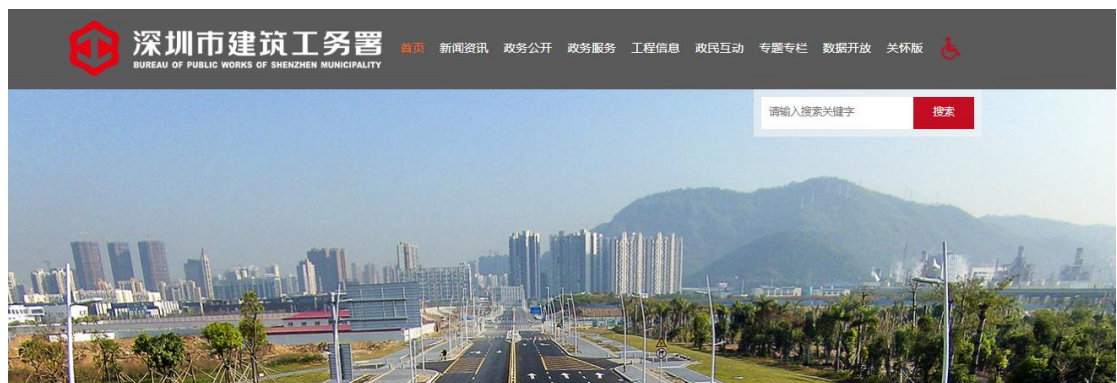 深圳市建筑工务署
BUREAU OF PUBLIC WORKS OF SHENZHEN MUNICIPALITY
首页 新闻资讯 政务公开 政务服务 工程信息 政民互动 专题专栏 数据开放 关怀版
请输入搜索关键字 搜索